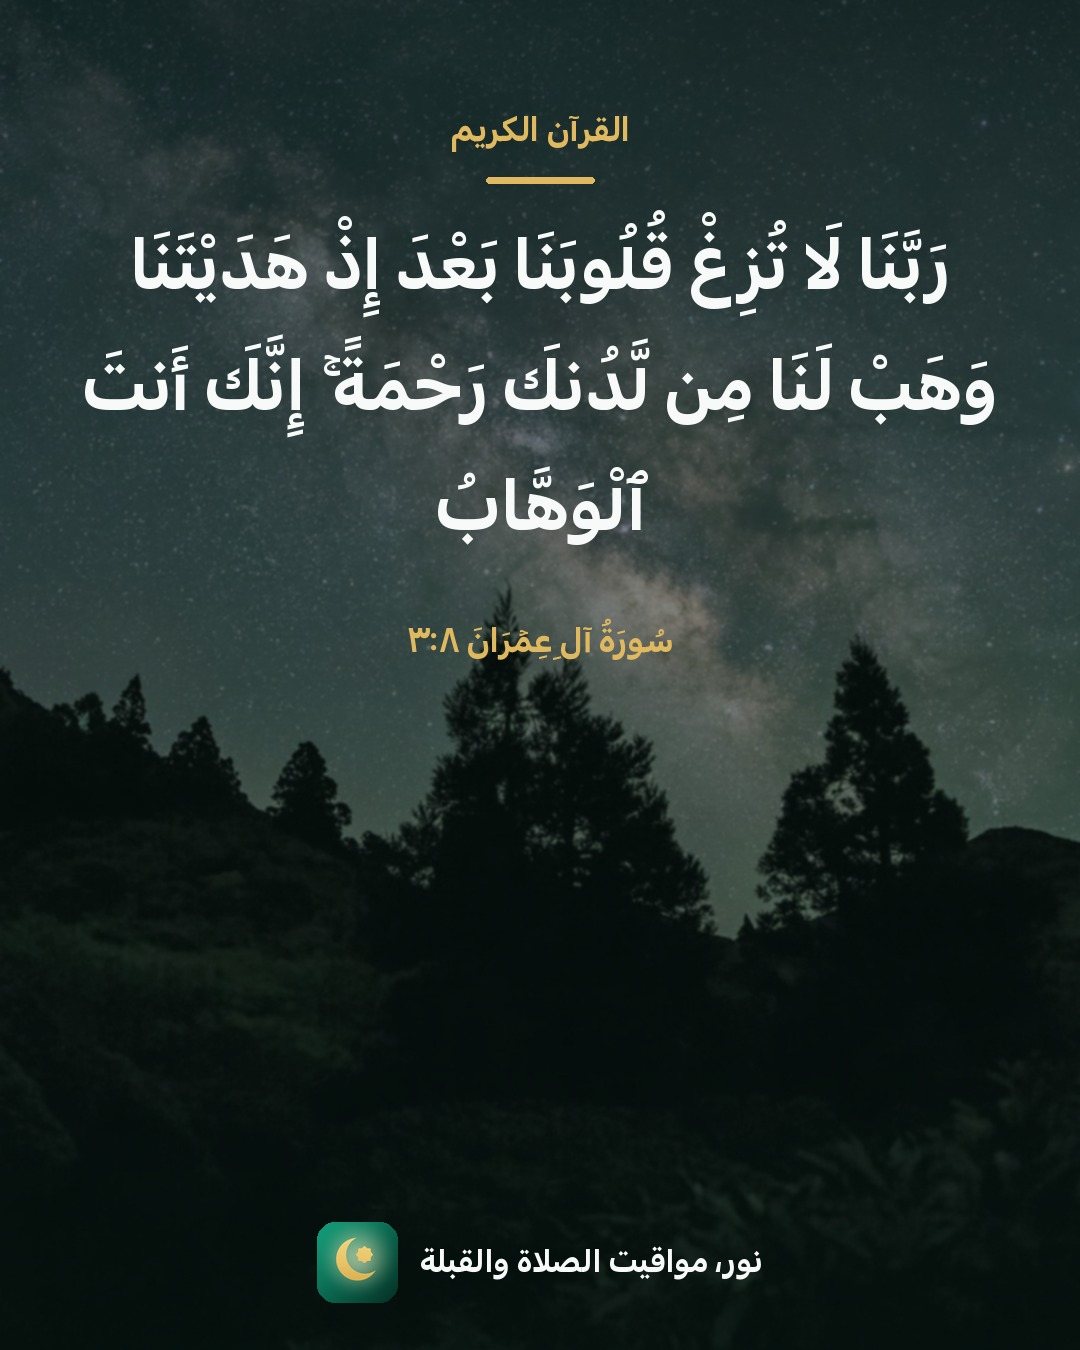 القرآن الكريم
رَبَّنَا لَا تُزِغْ قُلُوبَنَا بَعْدَ إِذْ هَدَيْتَنَا
وَهَبْ لَنَا مِن لَّدُنكَ رَحْمَةً ۚ إِنَّكَ أَنتَ
ٱلْوَهَّابُ
سُورَةُ آلِ عِمۡرَانَ ٣:٨
نور، مواقيت الصلاة والقبلة